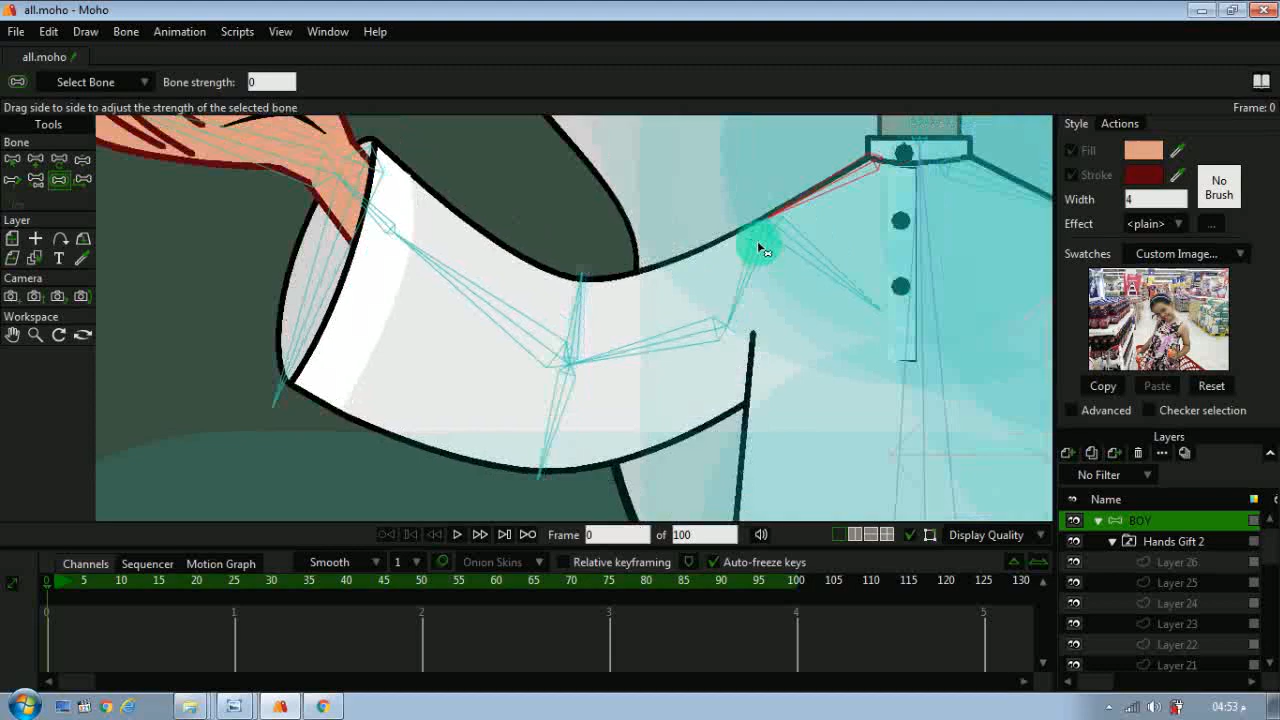 all.moho - Moho
File Edit Draw Bone Animation Scripts View Window Help
all.moho
Select Bone Bone strength: 0
Drag side to side to adjust the strength of the selected bone Frame: 0
Tools
Bone
Layer
Camera
Workspace
Style Actions
Fill
Stroke
No Brush
Width 4
Effect <plain> ...
Swatches Custom Image...
Copy Paste Reset
Advanced Checker selection
Layers
No Filter
Name
BOY
Hands Gift 2
Layer 26
Layer 25
Layer 24
Layer 23
Layer 22
Layer 21
Frame 0 of 100 Display Quality
Channels Sequencer Motion Graph Smooth 1 Onion Skins Relative keyframing Auto-freeze keys
0 5 10 15 20 25 30 35 40 45 50 55 60 65 70 75 80 85 90 95 100 105 110 115 120 125 130
0 1 2 3 4 5
04:53 م